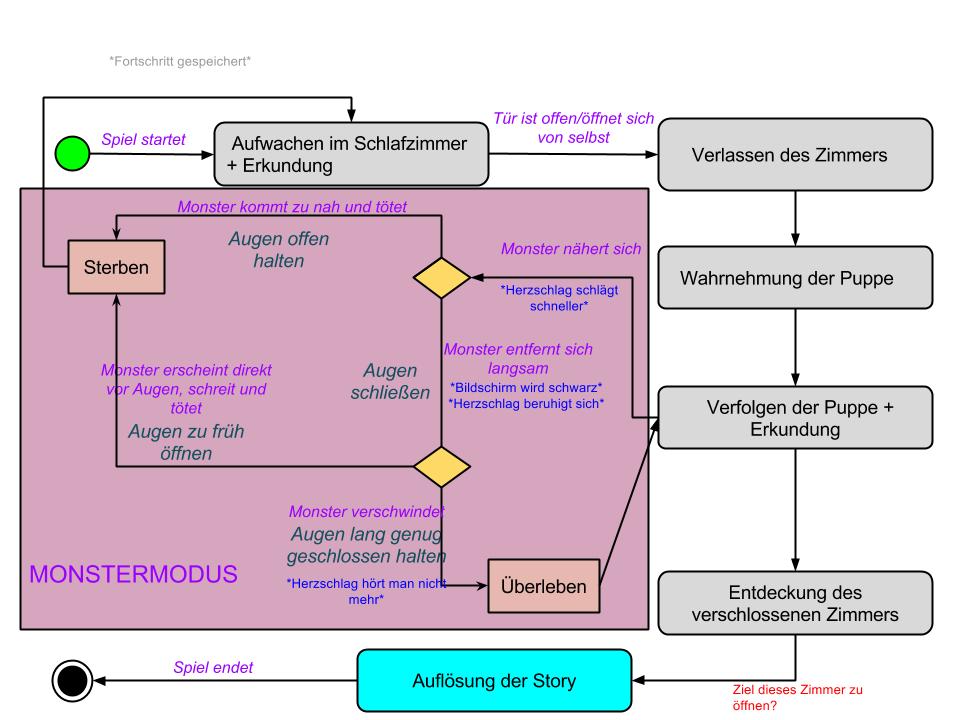 *Fortschritt gespeichert*
Spiel startet
Aufwachen im Schlafzimmer
+ Erkundung
Tür ist offen/öffnet sich
von selbst
Verlassen des Zimmers
Monster kommt zu nah und tötet
Augen offen
halten
Sterben
Monster nähert sich
*Herzschlag schlägt
schneller*
Wahrnehmung der Puppe
Monster erscheint direkt
vor Augen, schreit und
tötet
Augen zu früh
öffnen
Augen
schließen
Monster entfernt sich
langsam
*Bildschirm wird schwarz*
*Herzschlag beruhigt sich*
Verfolgen der Puppe +
Erkundung
Monster verschwindet
Augen lang genug
geschlossen halten
*Herzschlag hört man nicht
mehr*
MONSTERMODUS
Überleben
Entdeckung des
verschlossenen Zimmers
Spiel endet
Auflösung der Story
Ziel dieses Zimmer zu
öffnen?